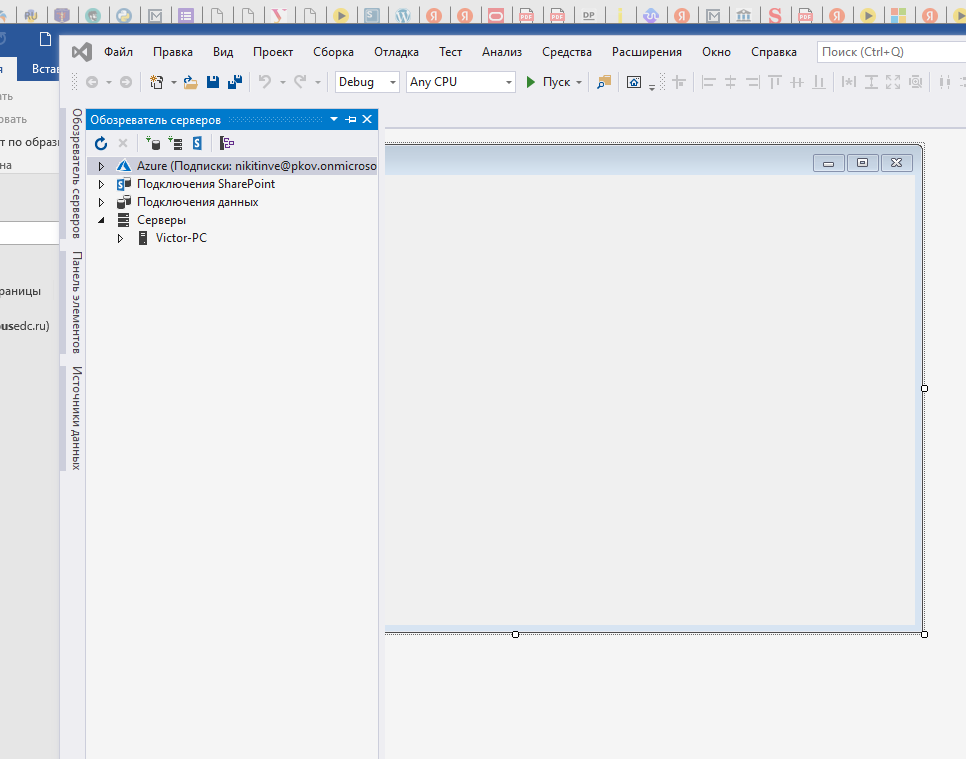 Файл Правка Вид Проект Сборка Отладка Тест Анализ Средства Расширения Окно Справка Поиск (Ctrl+Q)
Debug Any CPU Пуск
Обозреватель серверов
Azure (Подписки: nikitinve@pkov.onmicroso
Подключения SharePoint
Подключения данных
Серверы
Victor-PC
Обозреватель серверов
Панель элементов
Источники данных
Встав
ать
овать
т по образ
на
раницы
usedc.ru)